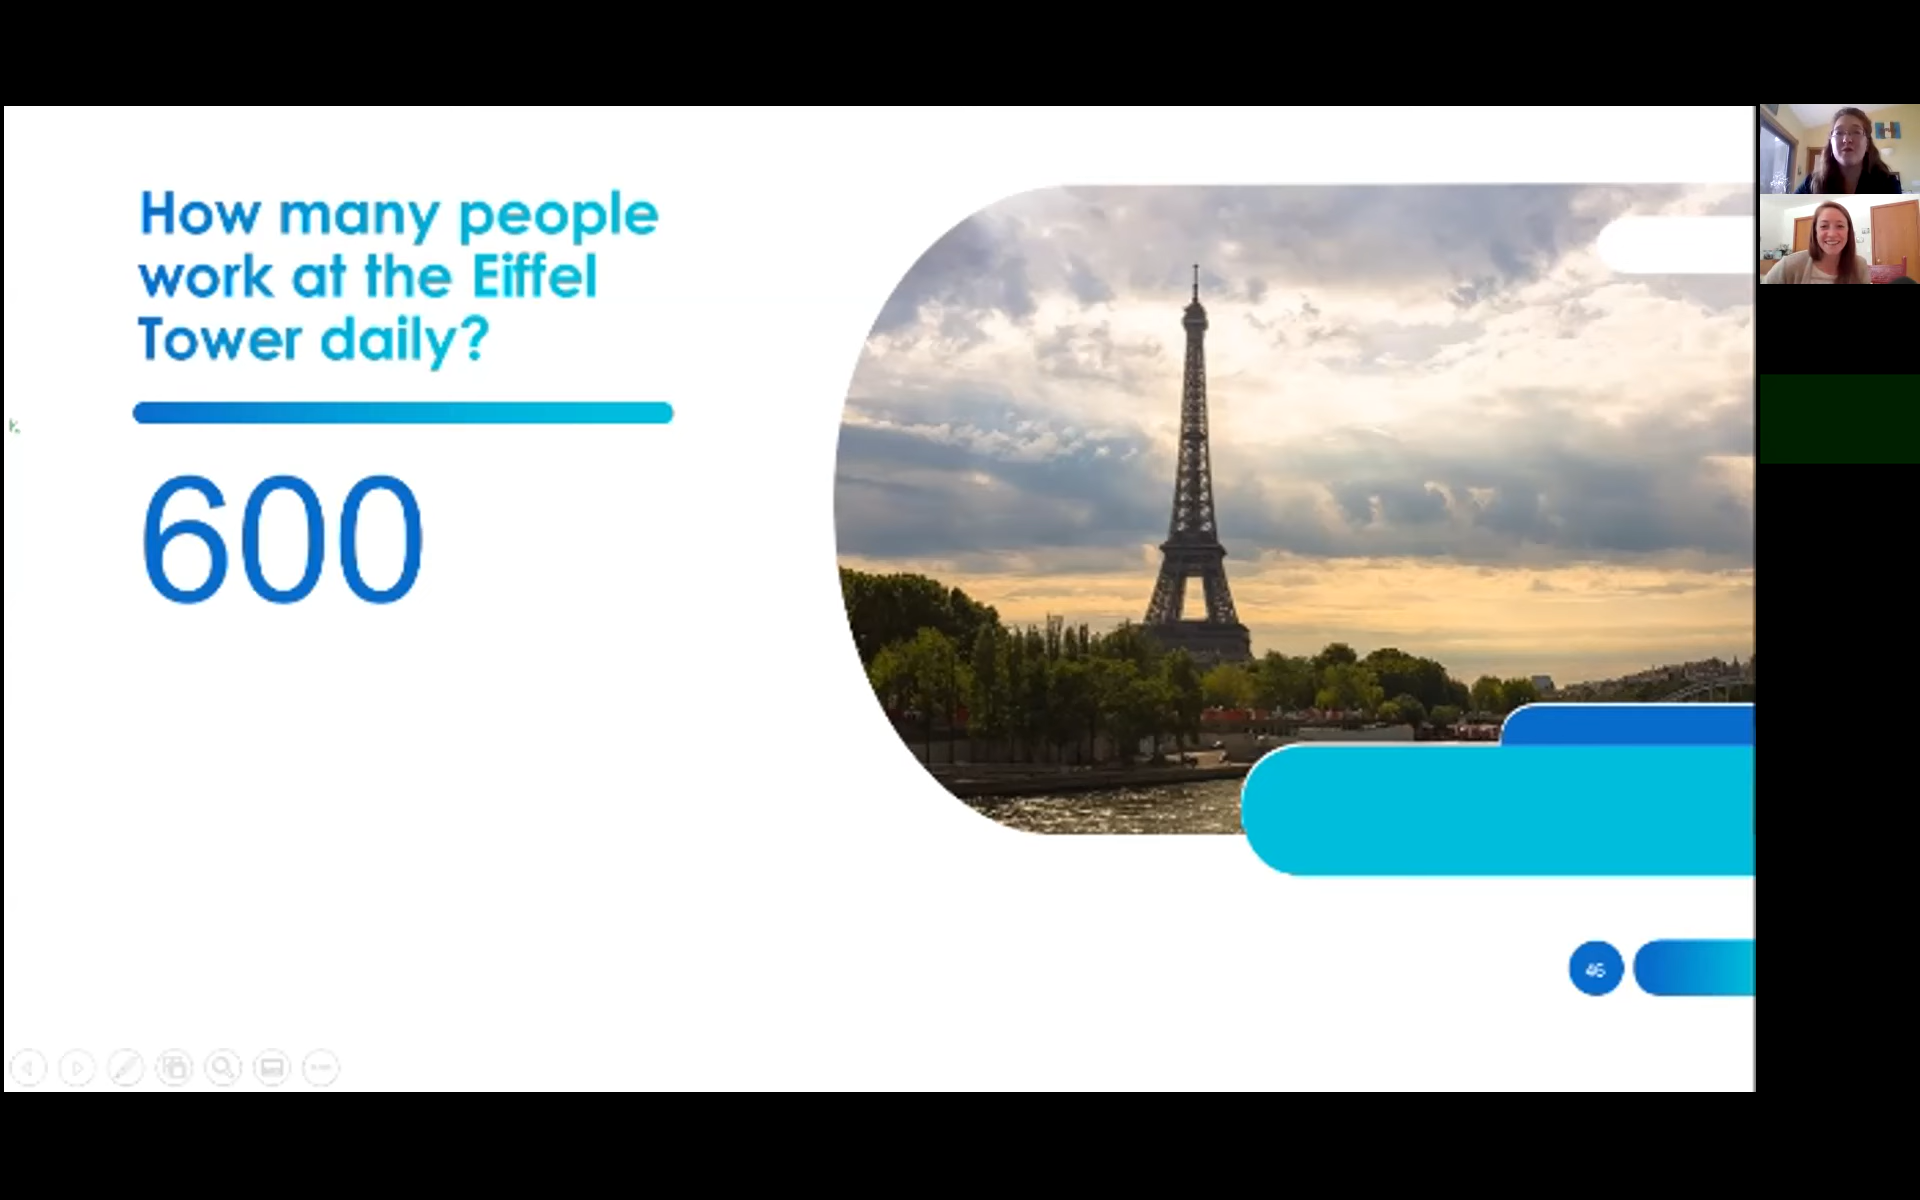 How many people
work at the Eiffel
Tower daily?
600
46